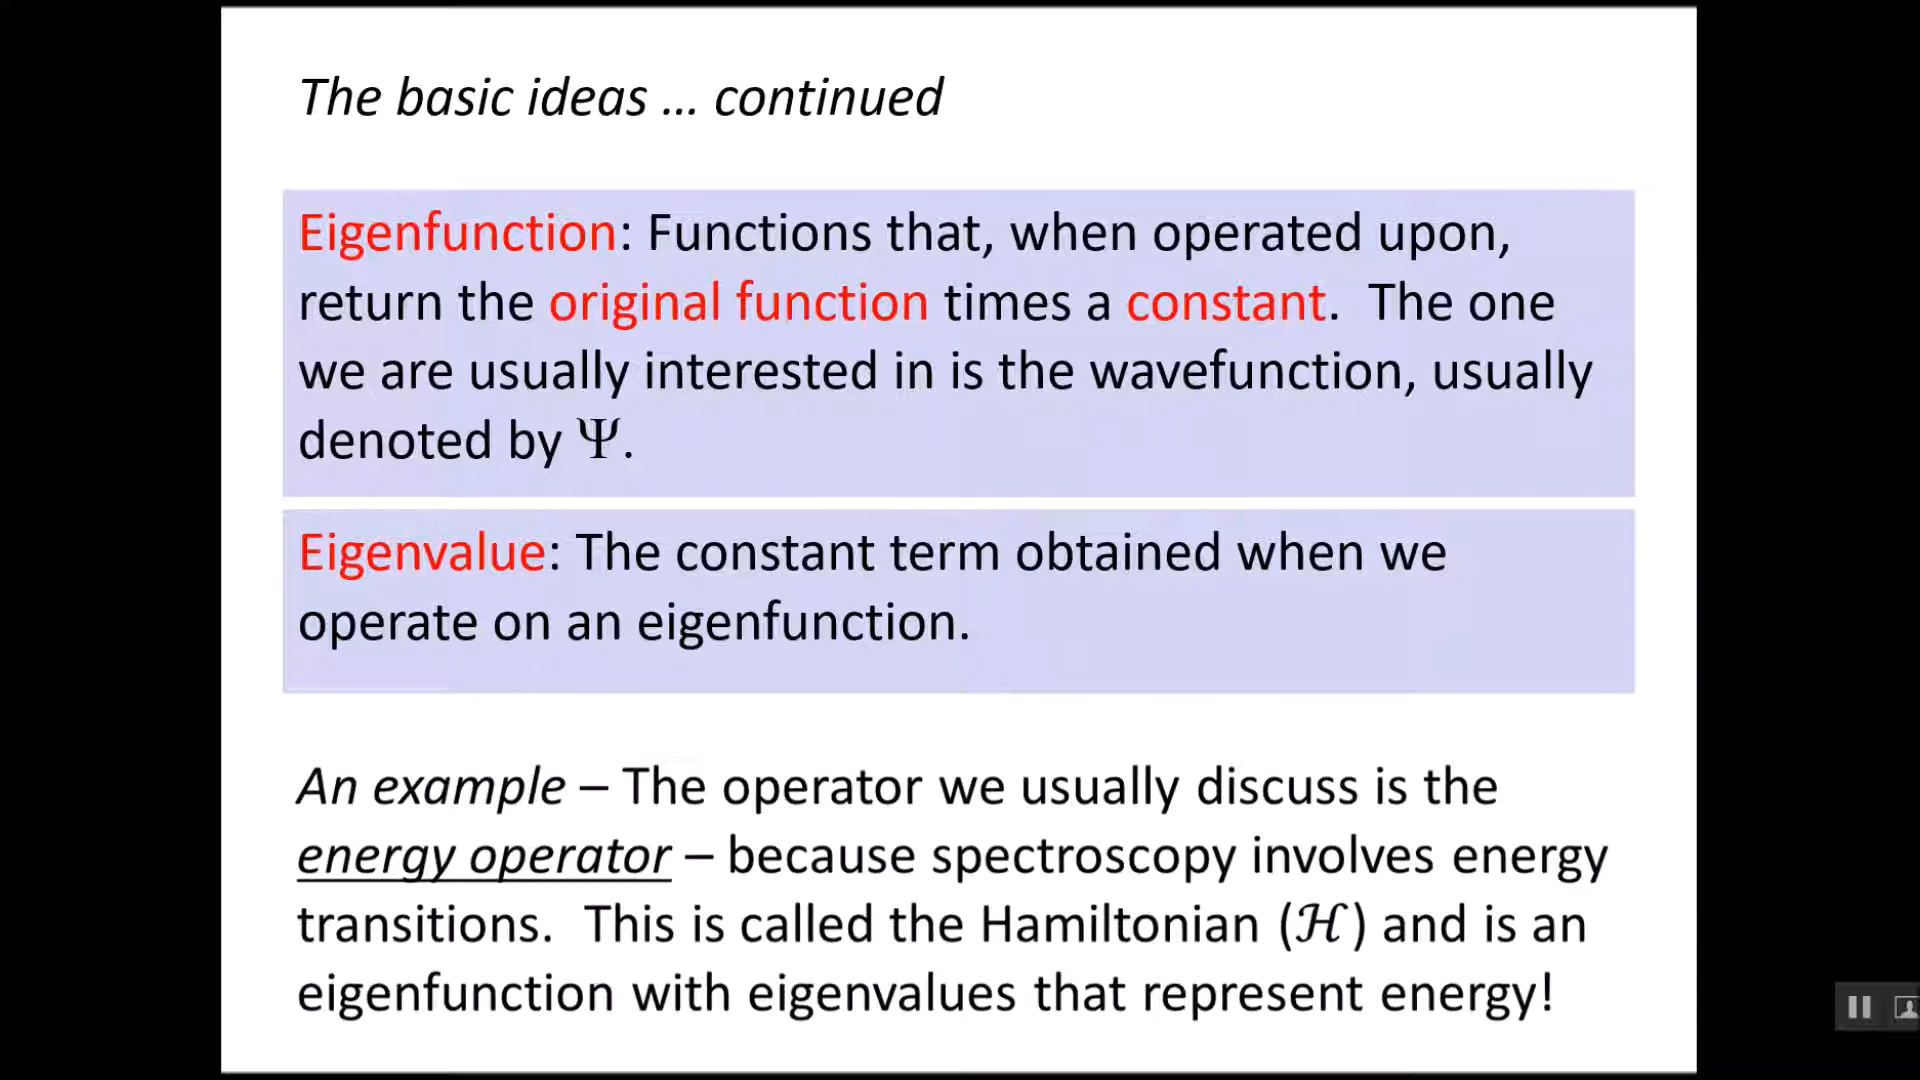 The basic ideas … continued
Eigenfunction: Functions that, when operated upon,
return the original function times a constant. The one
we are usually interested in is the wavefunction, usually
denoted by Ψ.
Eigenvalue: The constant term obtained when we
operate on an eigenfunction.
An example – The operator we usually discuss is the
energy operator – because spectroscopy involves energy
transitions. This is called the Hamiltonian (ℋ) and is an
eigenfunction with eigenvalues that represent energy!